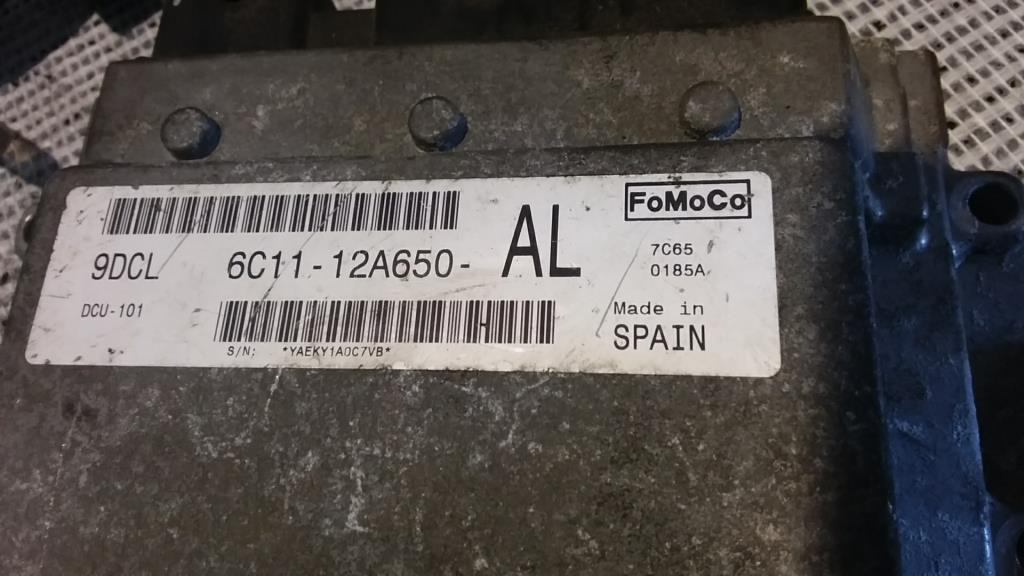 FoMoCo
9DCL 6C11-12A650- AL
7C65
0185A
DCU-101
Made in
SPAIN
S/N; *YAEKY1A0C7VB*